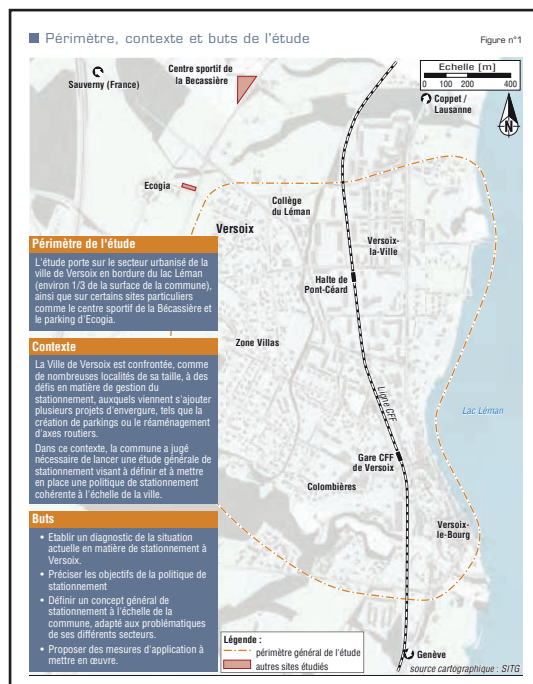 Périmètre, contexte et buts de l'étude
Figure n°1
Echelle [m]
0 100 200 400
Centre sportif de
la Becassière
Sauverny (France)
Coppet /
Lausanne
N
Ecogia
Collège
du Léman
Versoix
Versoix-
la-Ville
Halte de
Pont-Céard
Zone Villas
Ligne CFF
Lac Léman
Gare CFF
de Versoix
Colombières
Versoix-
le-Bourg
Genève
Périmètre de l'étude
L'étude porte sur le secteur urbanisé de la
ville de Versoix en bordure du lac Léman
(environ 1/3 de la surface de la commune),
ainsi que sur certains sites particuliers
comme le centre sportif de la Bécassière et
le parking d'Ecogia.
Contexte
La Ville de Versoix est confrontée, comme
de nombreuses localités de sa taille, à des
défis en matière de gestion du
stationnement, auxquels viennent s'ajouter
plusieurs projets d'envergure, tels que la
création de parkings ou le réaménagement
d'axes routiers.
Dans ce contexte, la commune a jugé
nécessaire de lancer une étude générale de
stationnement visant à définir et à mettre
en place une politique de stationnement
cohérente à l'échelle de la ville.
Buts
• Etablir un diagnostic de la situation
actuelle en matière de stationnement à
Versoix.
• Préciser les objectifs de la politique de
stationnement
• Définir un concept général de
stationnement à l'échelle de la
commune, adapté aux problématiques
de ses différents secteurs.
• Proposer des mesures d'application à
mettre en œuvre.
Légende :
périmètre général de l'étude
autres sites étudiés
source cartographique : SITG